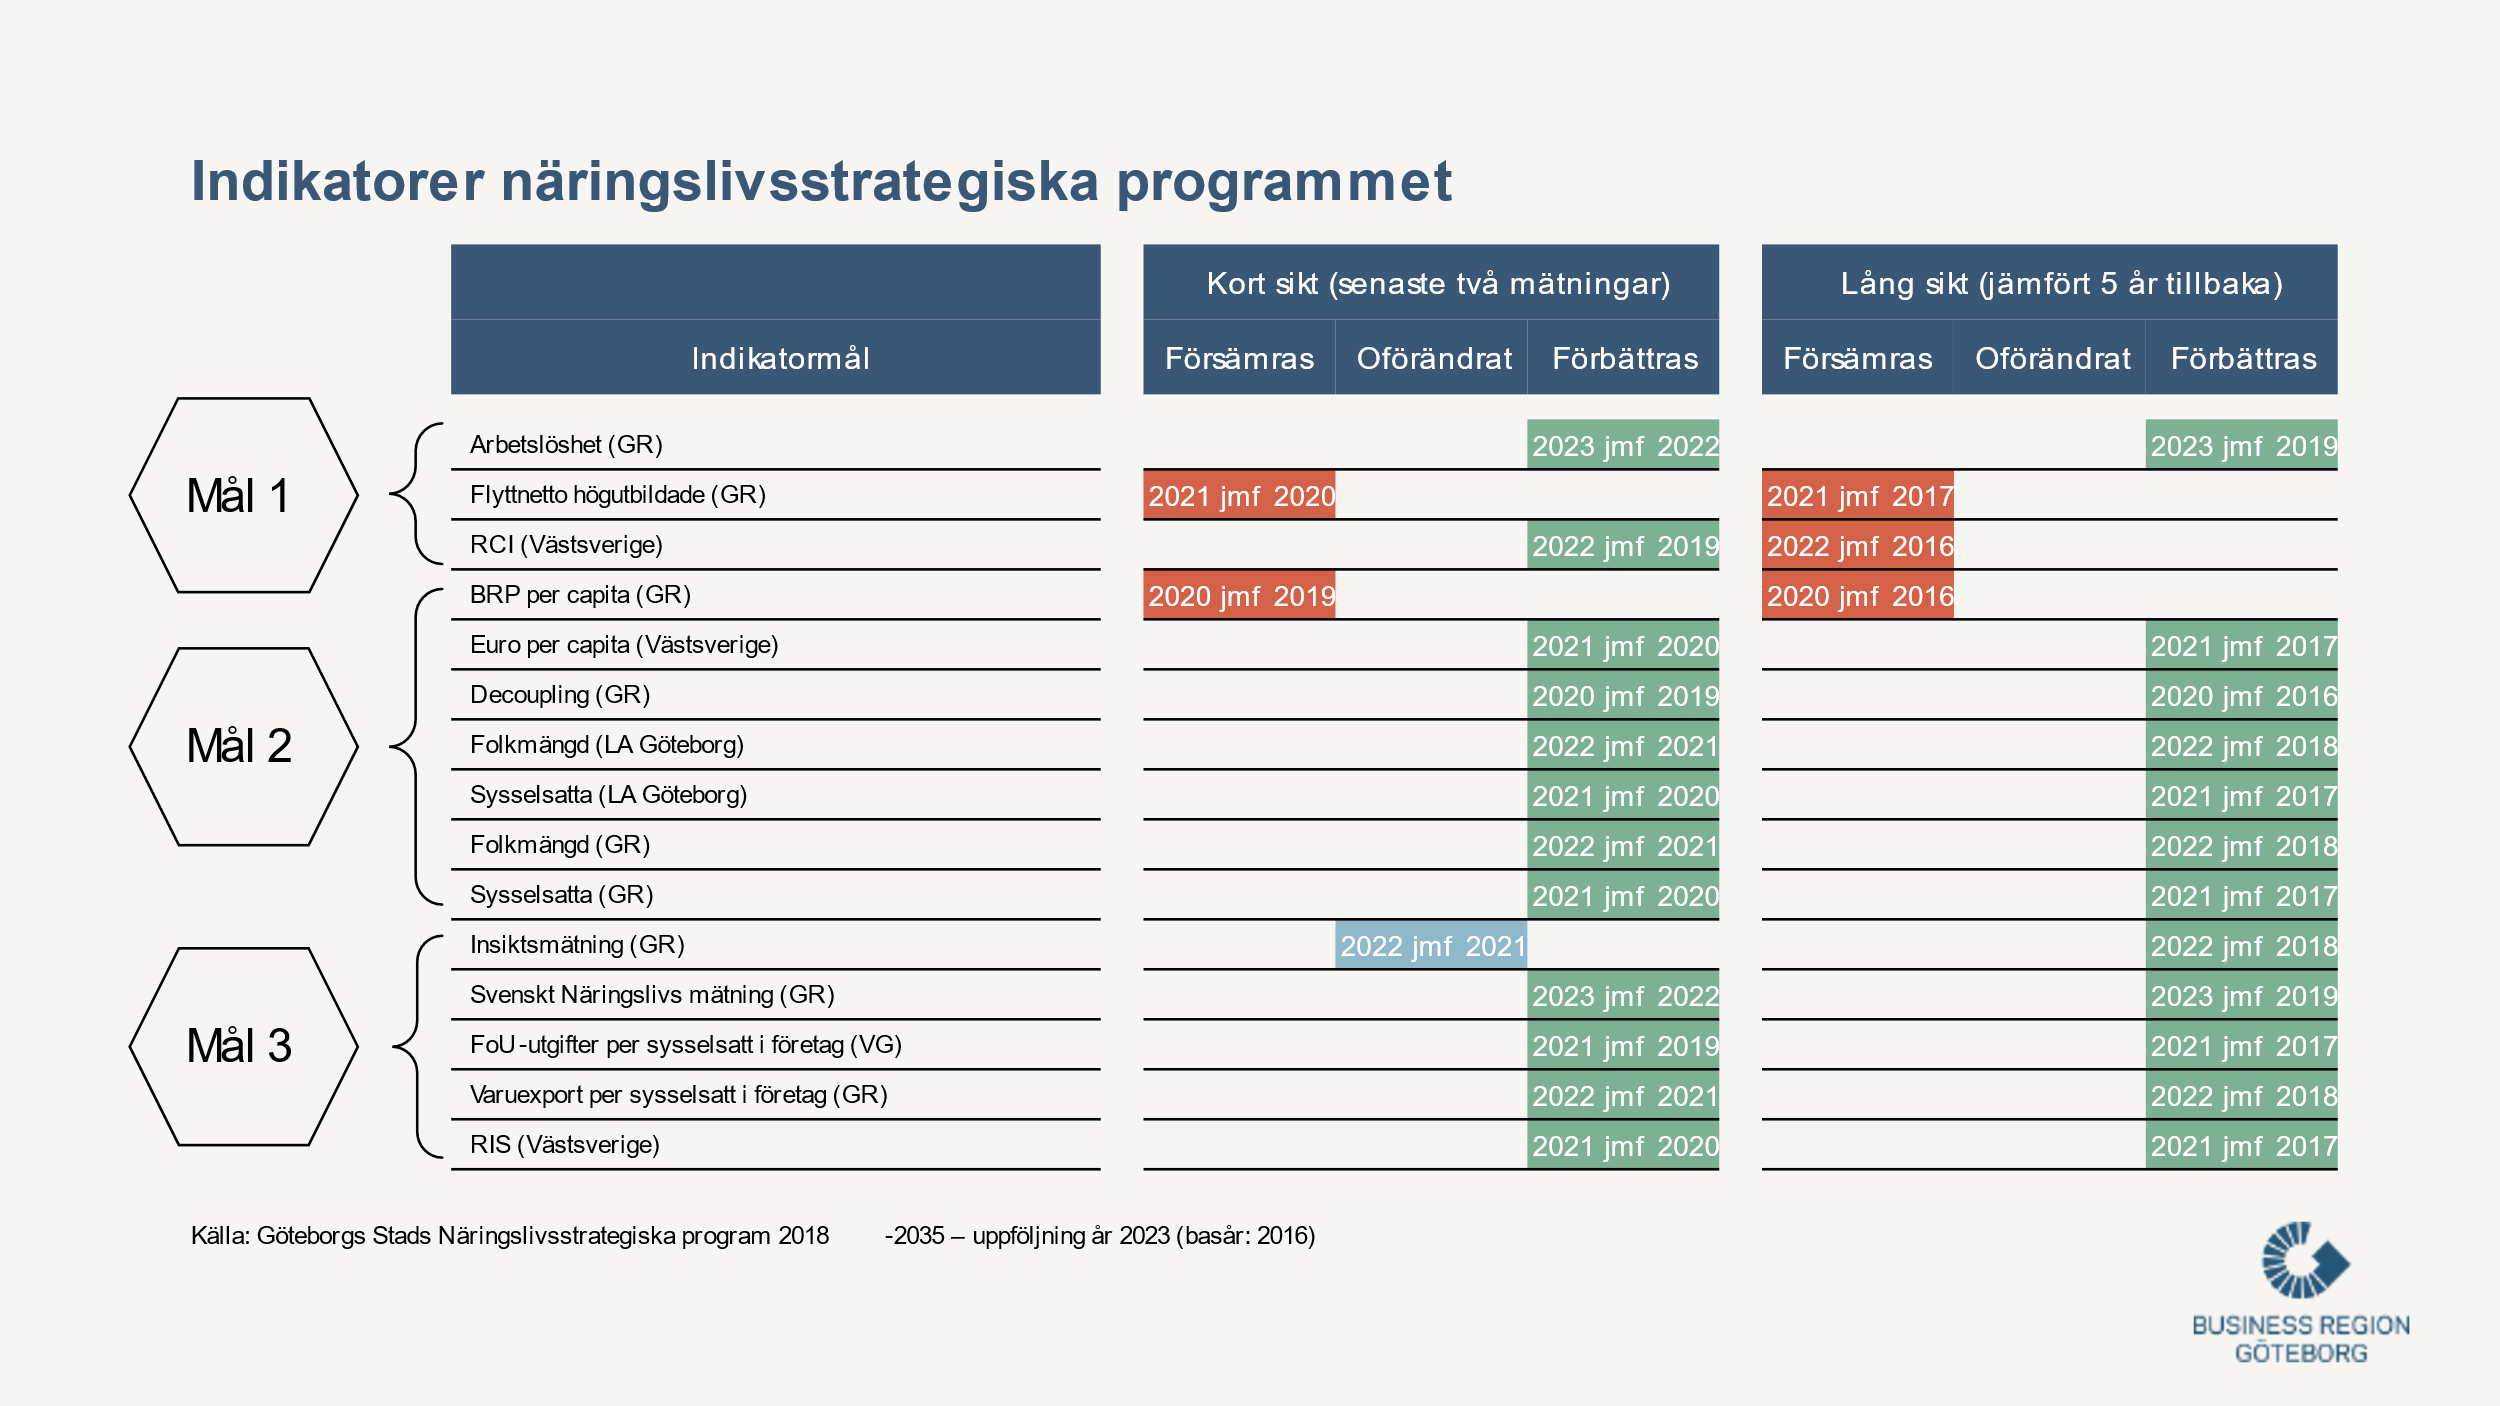 Indikatorer näringslivsstrategiska programmet
Kort sikt (senaste två mätningar) Lång sikt (jämfört 5 år tillbaka)
Indikatormål Försämras Oförändrat Förbättras Försämras Oförändrat Förbättras
Mål 1
Arbetslöshet (GR) 2023 jmf 2022 2023 jmf 2019
Flyttnetto högutbildade (GR) 2021 jmf 2020 2021 jmf 2017
RCI (Västsverige) 2022 jmf 2019 2022 jmf 2016
Mål 2
BRP per capita (GR) 2020 jmf 2019 2020 jmf 2016
Euro per capita (Västsverige) 2021 jmf 2020 2021 jmf 2017
Decoupling (GR) 2020 jmf 2019 2020 jmf 2016
Folkmängd (LA Göteborg) 2022 jmf 2021 2022 jmf 2018
Sysselsatta (LA Göteborg) 2021 jmf 2020 2021 jmf 2017
Folkmängd (GR) 2022 jmf 2021 2022 jmf 2018
Sysselsatta (GR) 2021 jmf 2020 2021 jmf 2017
Mål 3
Insiktsmätning (GR) 2022 jmf 2021 2022 jmf 2018
Svenskt Näringslivs mätning (GR) 2023 jmf 2022 2023 jmf 2019
FoU-utgifter per sysselsatt i företag (VG) 2021 jmf 2019 2021 jmf 2017
Varuexport per sysselsatt i företag (GR) 2022 jmf 2021 2022 jmf 2018
RIS (Västsverige) 2021 jmf 2020 2021 jmf 2017
Källa: Göteborgs Stads Näringslivsstrategiska program 2018 -2035 – uppföljning år 2023 (basår: 2016)
BUSINESS REGION
GÖTEBORG